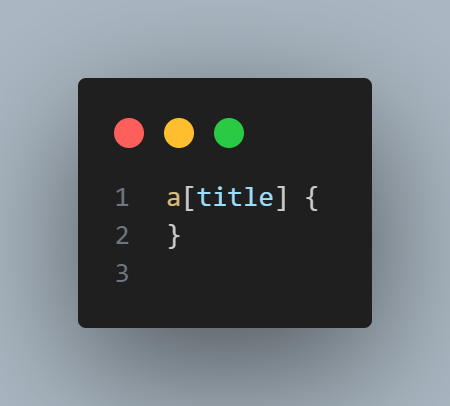 1 a[title] {
2 }
3